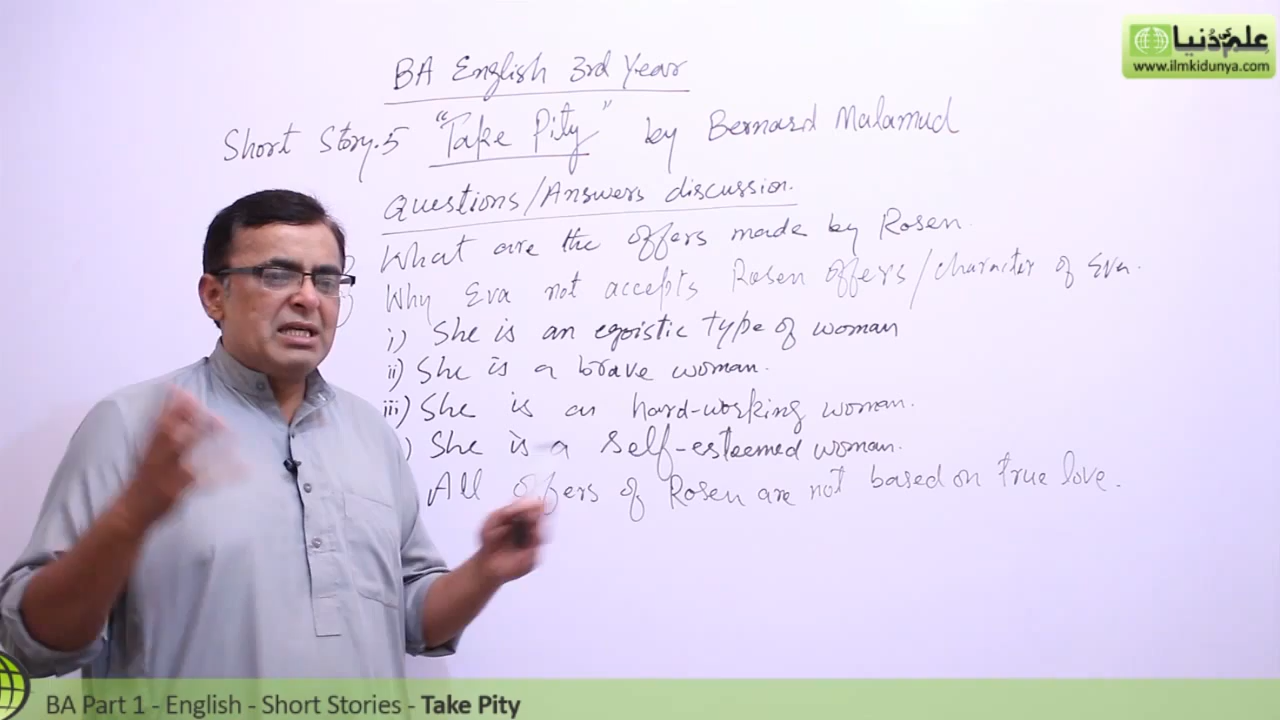 علم کی دنیا
www.ilmkidunya.com
BA English 3rd Year
Short Story.5 "Take Pity" by Bernard Malamud
Questions/Answers discussion.
What are the offers made by Rosen.
Why Eva not accepts Rosen offers/character of Eva.
i) She is an egoistic type of woman
ii) She is a brave woman.
iii) She is an hard-working woman.
) She is a self-esteemed woman.
All offers of Rosen are not based on true love.
BA Part 1 - English - Short Stories - Take Pity